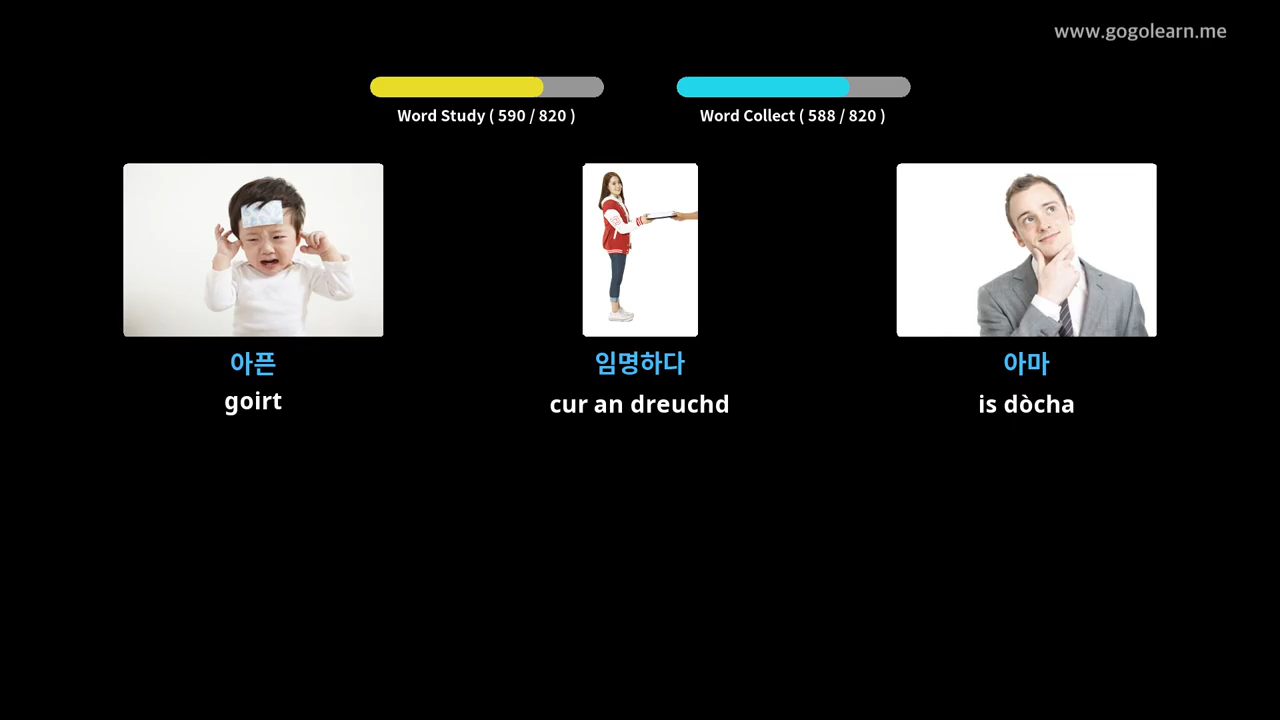 www.gogolearn.me
Word Study ( 590 / 820 )
Word Collect ( 588 / 820 )
아픈
임명하다
아마
goirt
cur an dreuchd
is dòcha